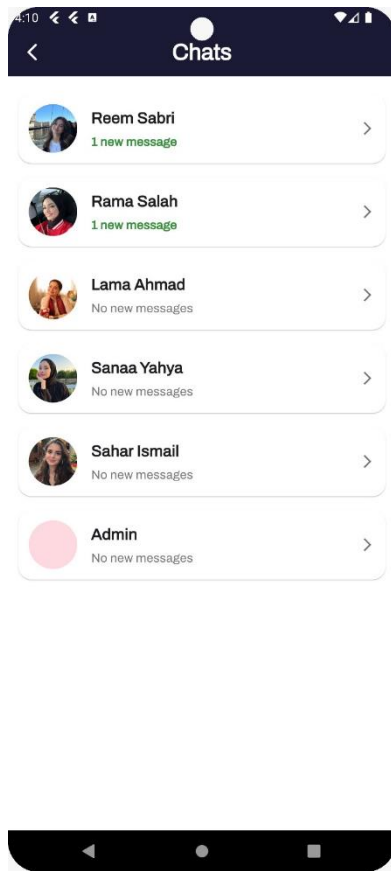 4:10
Chats
Reem Sabri
1 new message
Rama Salah
1 new message
Lama Ahmad
No new messages
Sanaa Yahya
No new messages
Sahar Ismail
No new messages
Admin
No new messages